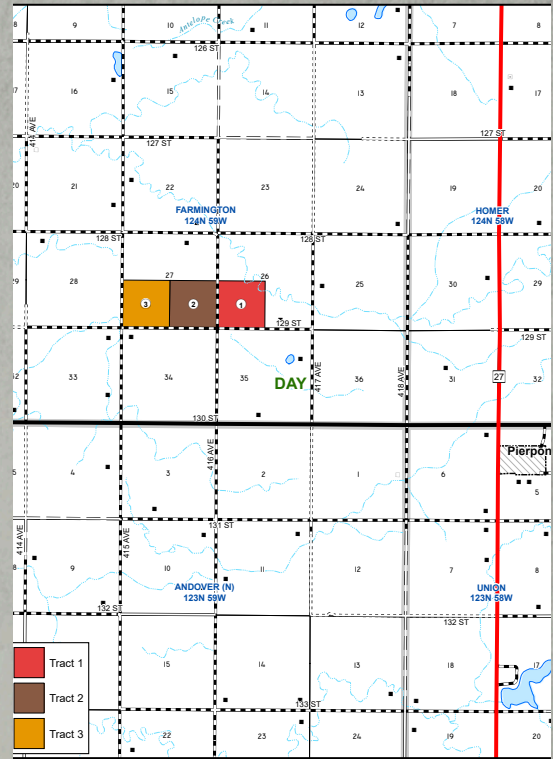 8 9 10 Antelope Creek 11 12 7 8
126 ST
17 16 15 14 13 18 17
414 AVE
127 ST
127 ST
20 21 22 23 24 19 20
FARMINGTON
124N 59W
HOMER
124N 58W
128 ST
128 ST
29 28 27 26 25 30 29
3 2 1
129 ST
129 ST
32 33 34 35 36 31 32
DAY
417 AVE
418 AVE
27
130 ST
416 AVE
Pierpon
5 4 3 2 1 6 5
131 ST
414 AVE
415 AVE
8 9 10 11 12 7 8
ANDOVER (N)
123N 59W
UNION
123N 58W
132 ST
132 ST
15 14 13 18 17
Tract 1
Tract 2
133 ST
Tract 3
22 23 24 19 20